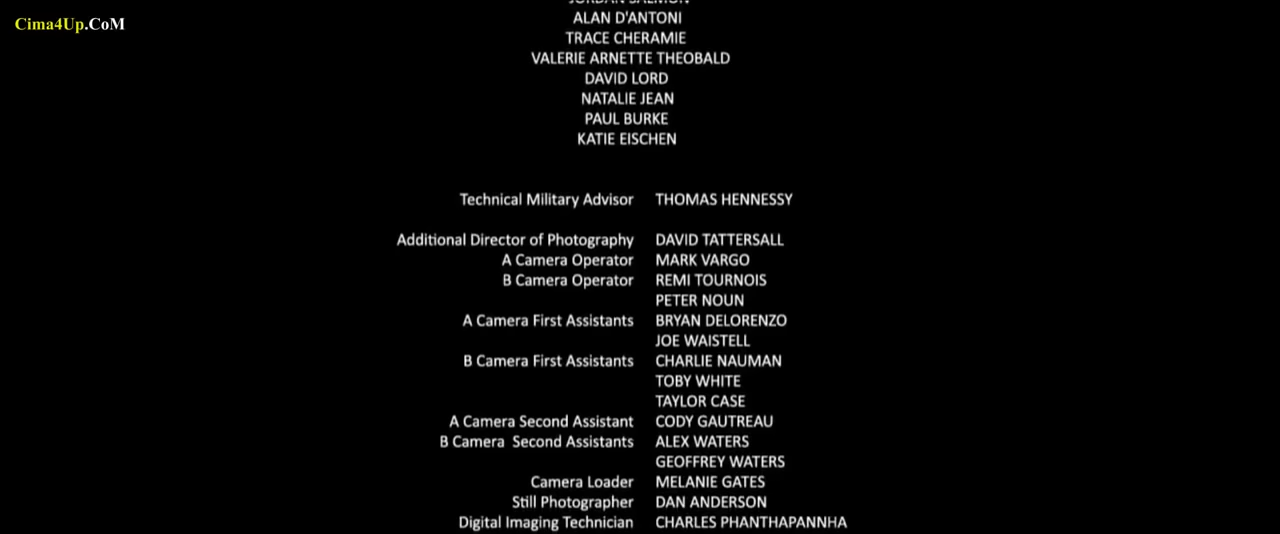 Cima4Up.CoM
JORDAN SALMON
ALAN D'ANTONI
TRACE CHERAMIE
VALERIE ARNETTE THEOBALD
DAVID LORD
NATALIE JEAN
PAUL BURKE
KATIE EISCHEN
Technical Military Advisor THOMAS HENNESSY
Additional Director of Photography DAVID TATTERSALL
A Camera Operator MARK VARGO
B Camera Operator REMI TOURNOIS
PETER NOUN
A Camera First Assistants BRYAN DELORENZO
JOE WAISTELL
B Camera First Assistants CHARLIE NAUMAN
TOBY WHITE
TAYLOR CASE
A Camera Second Assistant CODY GAUTREAU
B Camera Second Assistants ALEX WATERS
GEOFFREY WATERS
Camera Loader MELANIE GATES
Still Photographer DAN ANDERSON
Digital Imaging Technician CHARLES PHANTHAPANNHA